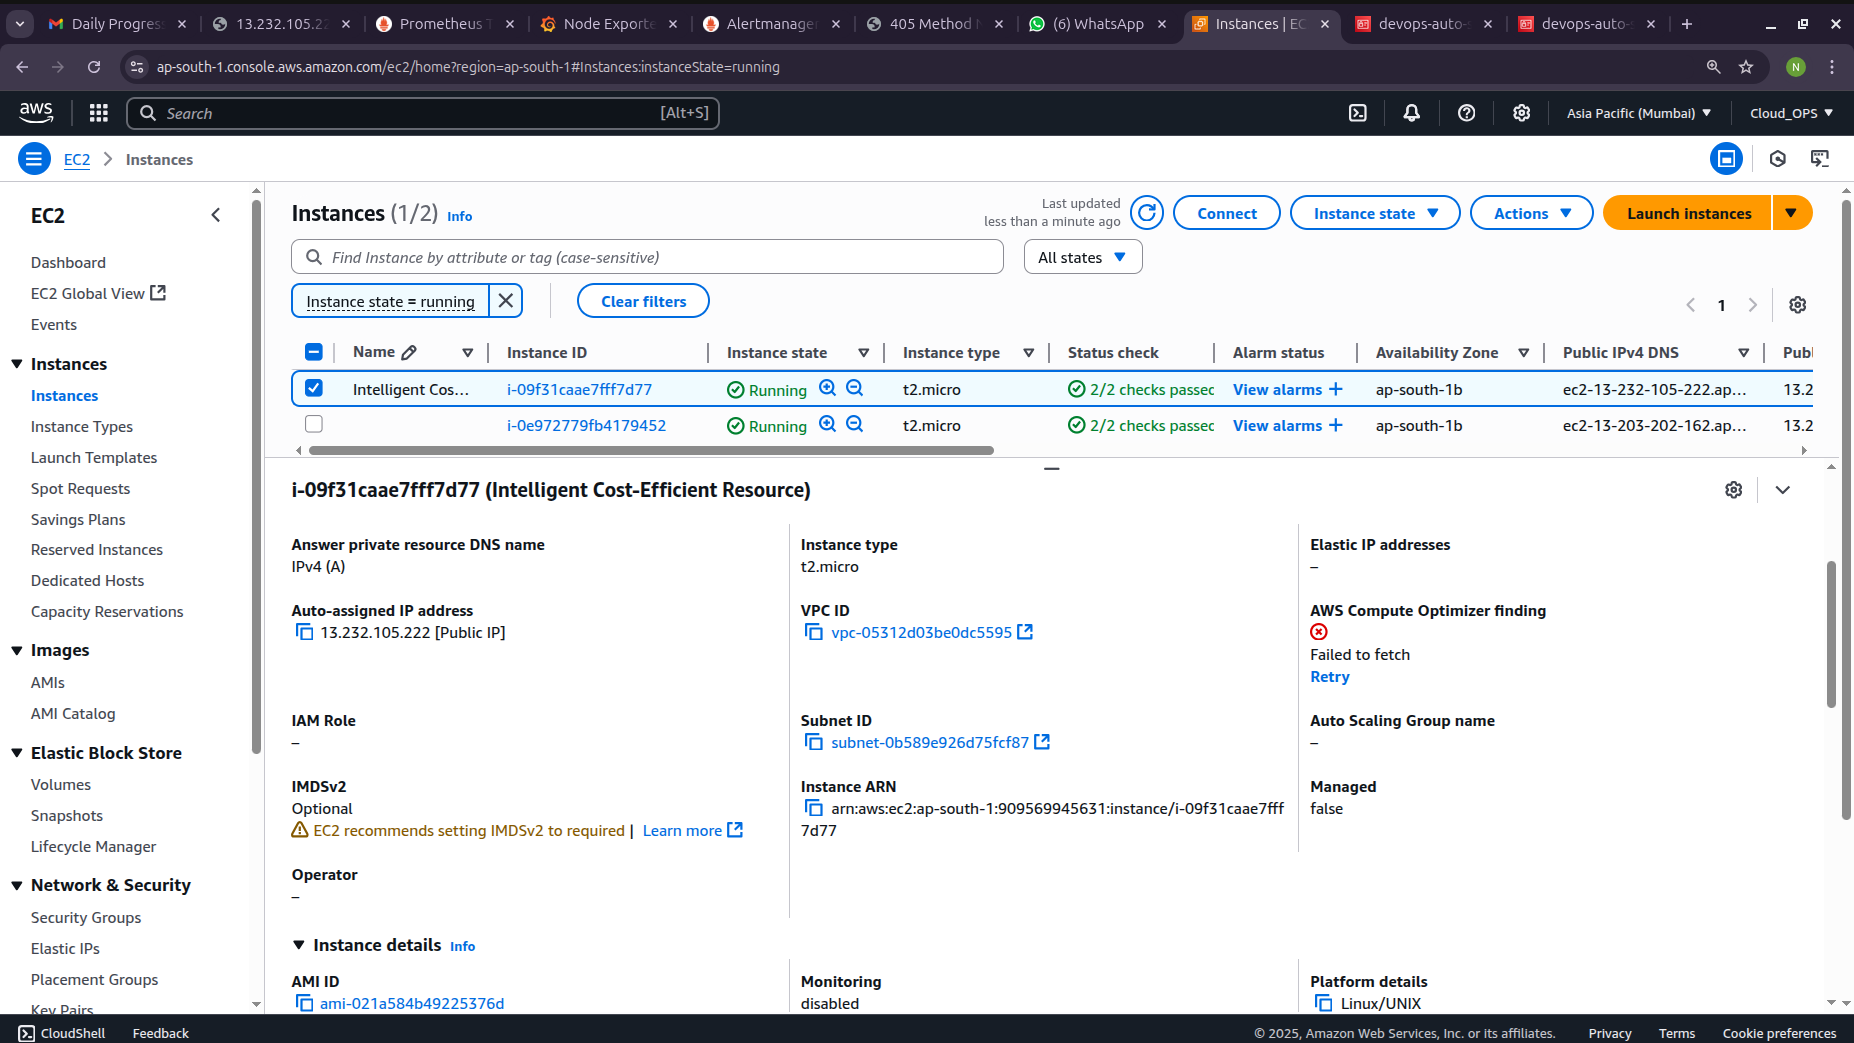 Daily Progres
13.232.105.22
Prometheus T
Node Exporte
Alertmanage
405 Method N
(6) WhatsApp
Instances | EC
devops-auto-s
devops-auto-s
ap-south-1.console.aws.amazon.com/ec2/home?region=ap-south-1#Instances:instanceState=running
N
aws
Search
[Alt+S]
Asia Pacific (Mumbai)
Cloud_OPS
EC2
Instances
EC2
Dashboard
EC2 Global View
Events
Instances
Instances
Instance Types
Launch Templates
Spot Requests
Savings Plans
Reserved Instances
Dedicated Hosts
Capacity Reservations
Images
AMIs
AMI Catalog
Elastic Block Store
Volumes
Snapshots
Lifecycle Manager
Network & Security
Security Groups
Elastic IPs
Placement Groups
Key Pairs
Instances (1/2) Info
Last updated
less than a minute ago
Connect
Instance state
Actions
Launch instances
Find Instance by attribute or tag (case-sensitive)
All states
Instance state = running
Clear filters
1
Name Instance ID Instance state Instance type Status check Alarm status Availability Zone Public IPv4 DNS Publ
Intelligent Cos... i-09f31caae7fff7d77 Running t2.micro 2/2 checks passec View alarms + ap-south-1b ec2-13-232-105-222.ap... 13.2
i-0e972779fb4179452 Running t2.micro 2/2 checks passec View alarms + ap-south-1b ec2-13-203-202-162.ap... 13.2
i-09f31caae7fff7d77 (Intelligent Cost-Efficient Resource)
Answer private resource DNS name
IPv4 (A)
Instance type
t2.micro
Elastic IP addresses
–
Auto-assigned IP address
13.232.105.222 [Public IP]
VPC ID
vpc-05312d03be0dc5595
AWS Compute Optimizer finding
Failed to fetch
Retry
IAM Role
–
Subnet ID
subnet-0b589e926d75fcf87
Auto Scaling Group name
–
IMDSv2
Optional
EC2 recommends setting IMDSv2 to required | Learn more
Instance ARN
arn:aws:ec2:ap-south-1:909569945631:instance/i-09f31caae7fff
7d77
Managed
false
Operator
–
Instance details Info
AMI ID
ami-021a584b49225376d
Monitoring
disabled
Platform details
Linux/UNIX
CloudShell
Feedback
© 2025, Amazon Web Services, Inc. or its affiliates.
Privacy
Terms
Cookie preferences